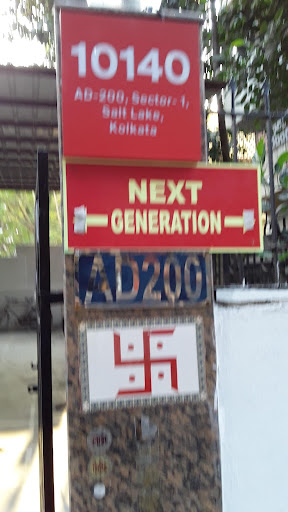 10140
AD-200, Sector-1,
Salt Lake,
Kolkata
NEXT
GENERATION
AD200